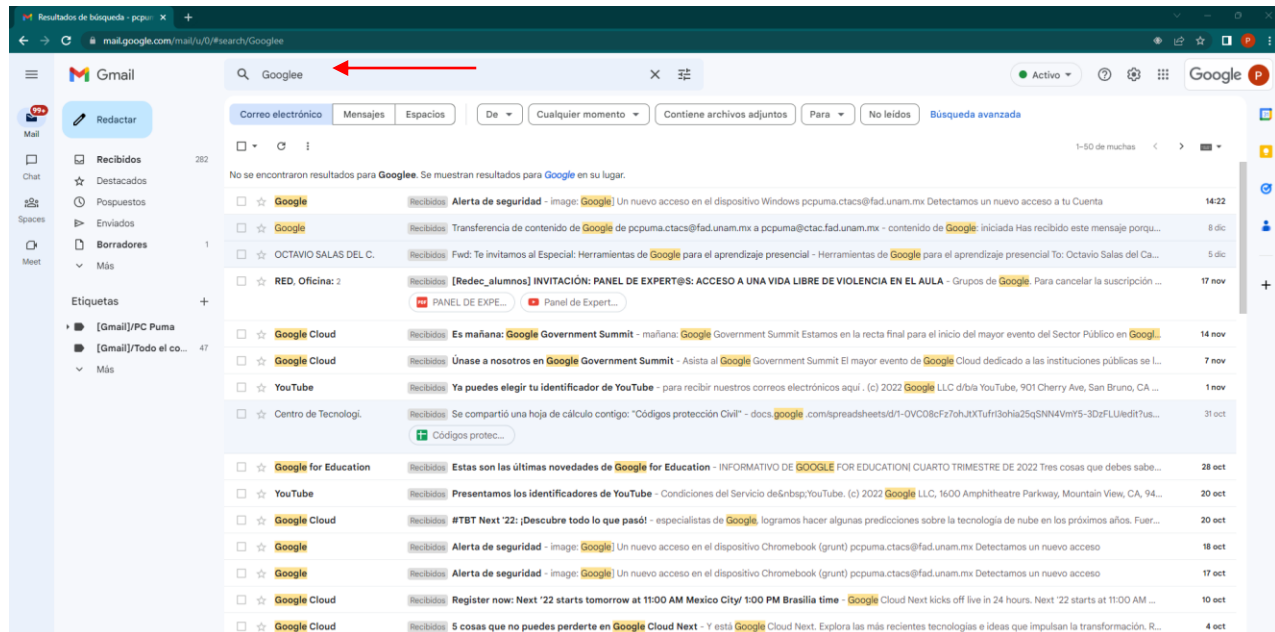 Resultados de búsqueda - pcpun
mail.google.com/mail/u/0/#search/Googlee
Gmail
Googlee
Activo
Google
P
99+
Mail
Chat
Spaces
Meet
Redactar
Recibidos 282
Destacados
Pospuestos
Enviados
Borradores 1
Más
Etiquetas
[Gmail]/PC Puma
[Gmail]/Todo el co... 47
Más
Correo electrónico Mensajes Espacios De Cualquier momento Contiene archivos adjuntos Para No leídos Búsqueda avanzada
1–50 de muchas
No se encontraron resultados para Googlee. Se muestran resultados para Google en su lugar.
Google Recibidos Alerta de seguridad - image: Google] Un nuevo acceso en el dispositivo Windows pcpuma.ctacs@fad.unam.mx Detectamos un nuevo acceso a tu Cuenta 14:22
Google Recibidos Transferencia de contenido de Google de pcpuma.ctacs@fad.unam.mx a pcpuma@ctac.fad.unam.mx - contenido de Google: iniciada Has recibido este mensaje porqu... 8 dic
OCTAVIO SALAS DEL C. Recibidos Fwd: Te invitamos al Especial: Herramientas de Google para el aprendizaje presencial - Herramientas de Google para el aprendizaje presencial To: Octavio Salas del Ca... 5 dic
RED, Oficina: 2 Recibidos [Redec_alumnos] INVITACIÓN: PANEL DE EXPERT@S: ACCESO A UNA VIDA LIBRE DE VIOLENCIA EN EL AULA - Grupos de Google. Para cancelar la suscripción ... 17 nov
PDF PANEL DE EXPE... Panel de Expert...
Google Cloud Recibidos Es mañana: Google Government Summit - mañana: Google Government Summit Estamos en la recta final para el inicio del mayor evento del Sector Público en Googl... 14 nov
Google Cloud Recibidos Únase a nosotros en Google Government Summit - Asista al Google Government Summit El mayor evento de Google Cloud dedicado a las instituciones públicas se l... 7 nov
YouTube Recibidos Ya puedes elegir tu identificador de YouTube - para recibir nuestros correos electrónicos aquí . (c) 2022 Google LLC d/b/a YouTube, 901 Cherry Ave, San Bruno, CA ... 1 nov
Centro de Tecnologí. Recibidos Se compartió una hoja de cálculo contigo: "Códigos protección Civil" - docs.google .com/spreadsheets/d/1-0VC08cFz7ohJtXTufrl3ohia25qSNN4VmY5-3DzFLU/edit?us... 31 oct
Códigos protec...
Google for Education Recibidos Estas son las últimas novedades de Google for Education - INFORMATIVO DE GOOGLE FOR EDUCATION| CUARTO TRIMESTRE DE 2022 Tres cosas que debes sabe... 28 oct
YouTube Recibidos Presentamos los identificadores de YouTube - Condiciones del Servicio de&nbsp;YouTube. (c) 2022 Google LLC, 1600 Amphitheatre Parkway, Mountain View, CA, 94... 20 oct
Google Cloud Recibidos #TBT Next '22: ¡Descubre todo lo que pasó! - especialistas de Google, logramos hacer algunas predicciones sobre la tecnología de nube en los próximos años. Fuer... 20 oct
Google Recibidos Alerta de seguridad - image: Google] Un nuevo acceso en el dispositivo Chromebook (grunt) pcpuma.ctacs@fad.unam.mx Detectamos un nuevo acceso 18 oct
Google Recibidos Alerta de seguridad - image: Google] Un nuevo acceso en el dispositivo Chromebook (grunt) pcpuma.ctacs@fad.unam.mx Detectamos un nuevo acceso 17 oct
Google Cloud Recibidos Register now: Next '22 starts tomorrow at 11:00 AM Mexico City/ 1:00 PM Brasilia time - Google Cloud Next kicks off live in 24 hours. Next '22 starts at 11:00 AM ... 10 oct
Google Cloud Recibidos 5 cosas que no puedes perderte en Google Cloud Next - Y está Google Cloud Next. Explora las más recientes tecnologías e ideas que impulsan la transformación. R... 4 oct